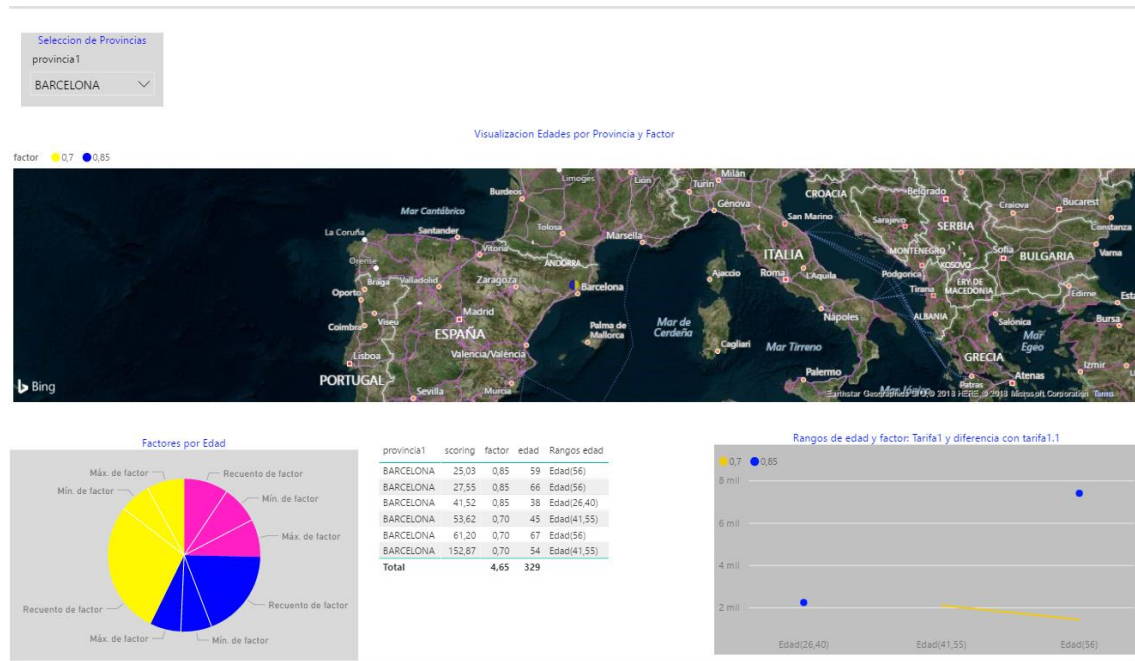 Seleccion de Provincias
provincia1
BARCELONA
Visualizacion Edades por Provincia y Factor
factor 0,7 0,85
Limoges
Lion
Turín
Milán
CROACIA
Belgrado
Burdeos
Génova
Craiova
Bucarest
Mar Cantábrico
San Marino
Sarajevo
SERBIA
Constanza
La Coruña
Santander
Tolosa
Marsella
Vitoria
ITALIA
MONTENEGRO
Sofía
BULGARIA
Varna
Orense
ANDORRA
KOSOVO
Braga
Valladolid
Zaragoza
Ajaccio
Roma
L'Aquila
Podgorica
ERY DE MACEDONIA
Oporto
Barcelona
Tirana
Edirne
Madrid
Nápoles
ALBANIA
Salónica
Bursa
Coimbra
Viseu
ESPAÑA
Palma de Mallorca
Mar de Cerdeña
Cagliari
Mar Tirreno
Mar Egeo
Lisboa
Valencia/València
GRECIA
Izmir
Bing
PORTUGAL
Sevilla
Murcia
Palermo
Mar Jónico
Patras
Atenas
Factores por Edad
Máx. de factor
Recuento de factor
Mín. de factor
Mín. de factor
Máx. de factor
Recuento de factor
Recuento de factor
Máx. de factor
Mín. de factor
provincia1 scoring factor edad Rangos edad
BARCELONA 25,03 0,85 59 Edad(56)
BARCELONA 27,55 0,85 66 Edad(56)
BARCELONA 41,52 0,85 38 Edad(26,40)
BARCELONA 53,62 0,70 45 Edad(41,55)
BARCELONA 61,20 0,70 67 Edad(56)
BARCELONA 152,87 0,70 54 Edad(41,55)
Total 4,65 329
Rangos de edad y factor: Tarifa1 y diferencia con tarifa1.1
0,7 0,85
8 mil
6 mil
4 mil
2 mil
Edad(26,40) Edad(41,55) Edad(56)